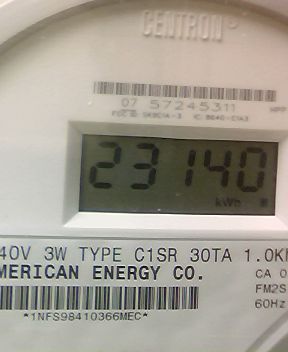 CENTRON
07 57245311
23140
kWh
40V 3W TYPE C1SR 30TA 1.0K
MERICAN ENERGY CO.
CA 0
FM2S
60Hz
*1NFS98410366MEC*